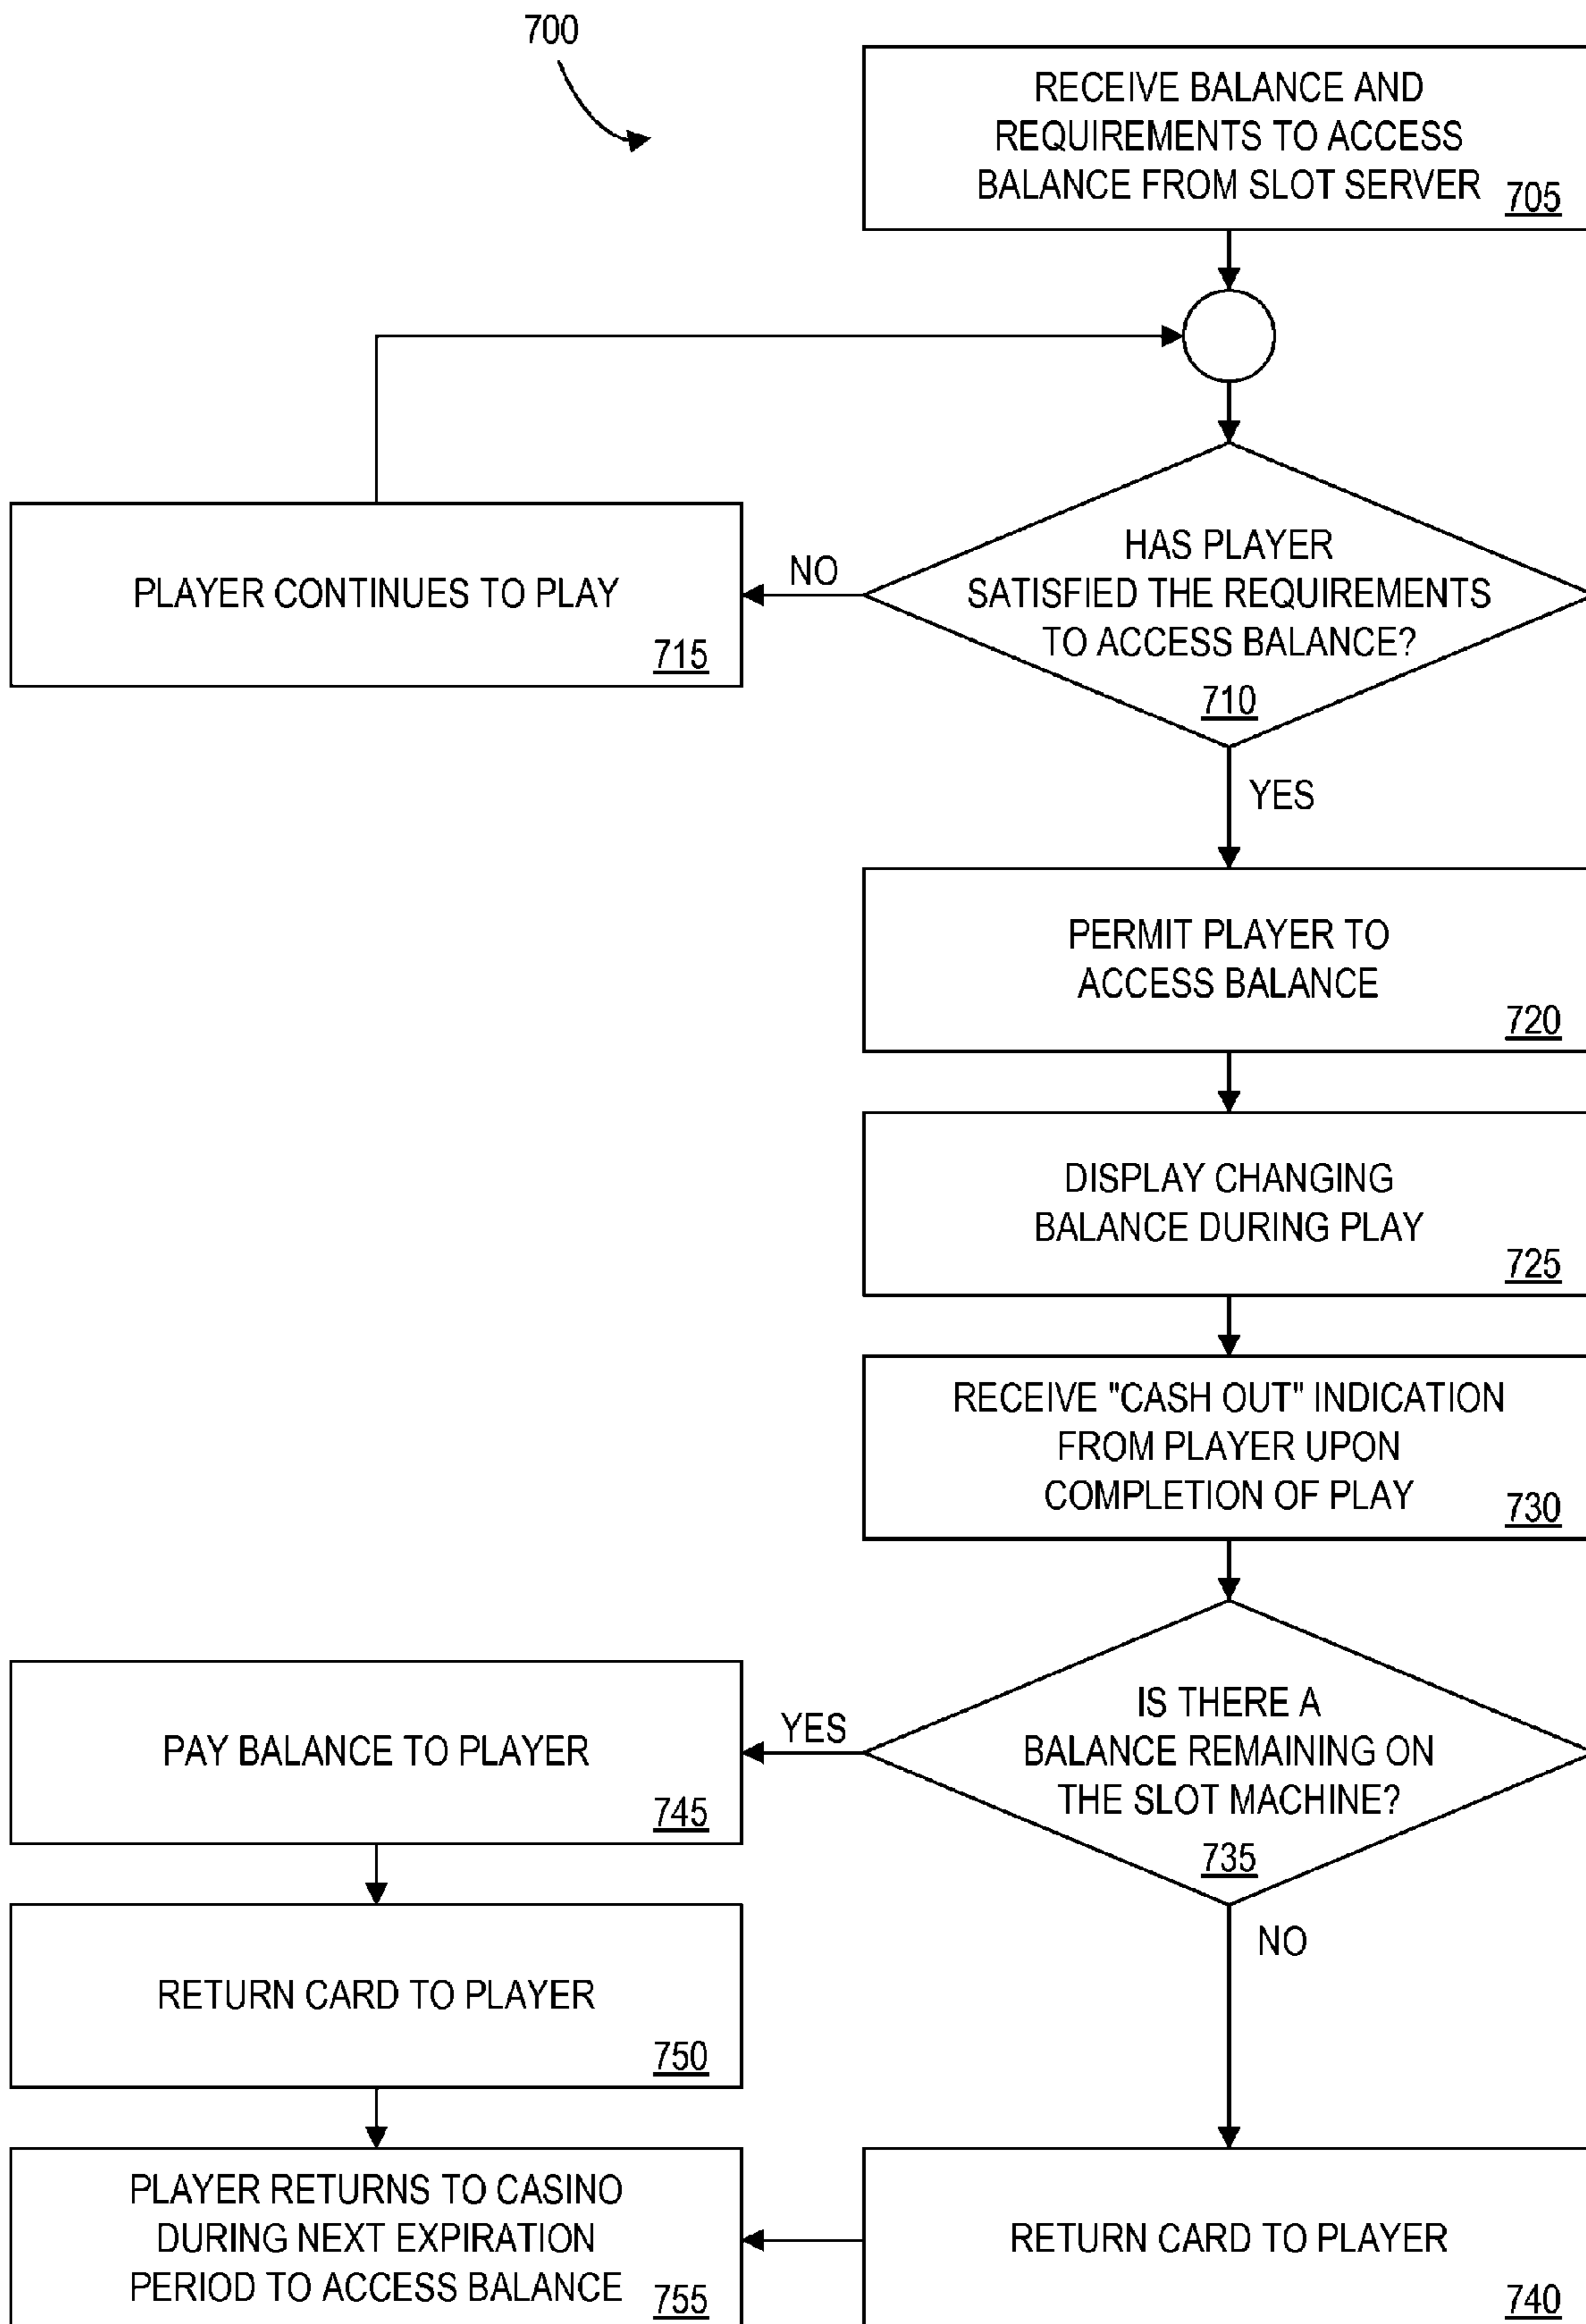 700
RECEIVE BALANCE AND
REQUIREMENTS TO ACCESS
BALANCE FROM SLOT SERVER
705
HAS PLAYER
SATISFIED THE REQUIREMENTS
TO ACCESS BALANCE?
710
NO
PLAYER CONTINUES TO PLAY
715
YES
PERMIT PLAYER TO
ACCESS BALANCE
720
DISPLAY CHANGING
BALANCE DURING PLAY
725
RECEIVE "CASH OUT" INDICATION
FROM PLAYER UPON
COMPLETION OF PLAY
730
IS THERE A
BALANCE REMAINING ON
THE SLOT MACHINE?
735
YES
PAY BALANCE TO PLAYER
745
RETURN CARD TO PLAYER
750
NO
RETURN CARD TO PLAYER
740
PLAYER RETURNS TO CASINO
DURING NEXT EXPIRATION
PERIOD TO ACCESS BALANCE
755